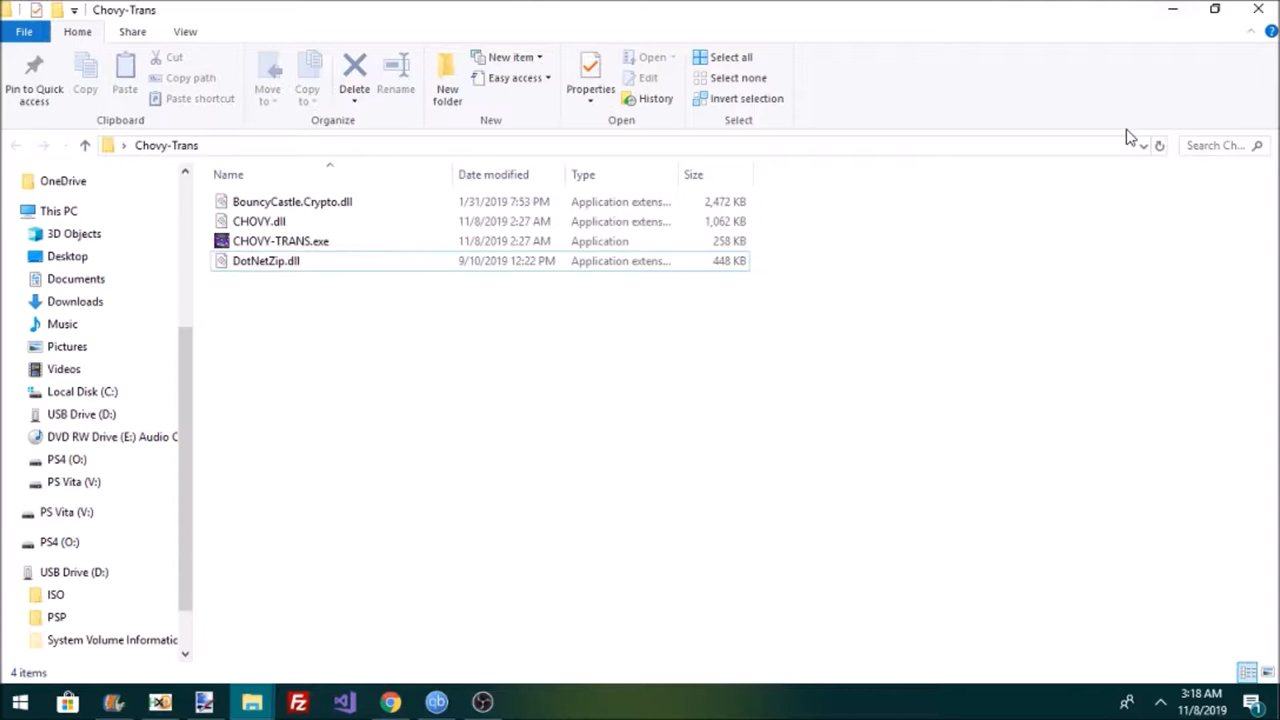 Chovy-Trans
File Home Share View
Pin to Quick access
Copy
Paste
Cut
Copy path
Paste shortcut
Clipboard
Move to
Copy to
Delete
Rename
Organize
New folder
New item
Easy access
New
Properties
Open
Edit
History
Open
Select all
Select none
Invert selection
Select
Chovy-Trans
Search Ch...
Name Date modified Type Size
BouncyCastle.Crypto.dll 1/31/2019 7:53 PM Application extens... 2,472 KB
CHOVY.dll 11/8/2019 2:27 AM Application extens... 1,062 KB
CHOVY-TRANS.exe 11/8/2019 2:27 AM Application 258 KB
DotNetZip.dll 9/10/2019 12:22 PM Application extens... 448 KB
OneDrive
This PC
3D Objects
Desktop
Documents
Downloads
Music
Pictures
Videos
Local Disk (C:)
USB Drive (D:)
DVD RW Drive (E:) Audio C
PS4 (O:)
PS Vita (V:)
PS Vita (V:)
PS4 (O:)
USB Drive (D:)
ISO
PSP
System Volume Informatic
4 items
3:18 AM
11/8/2019